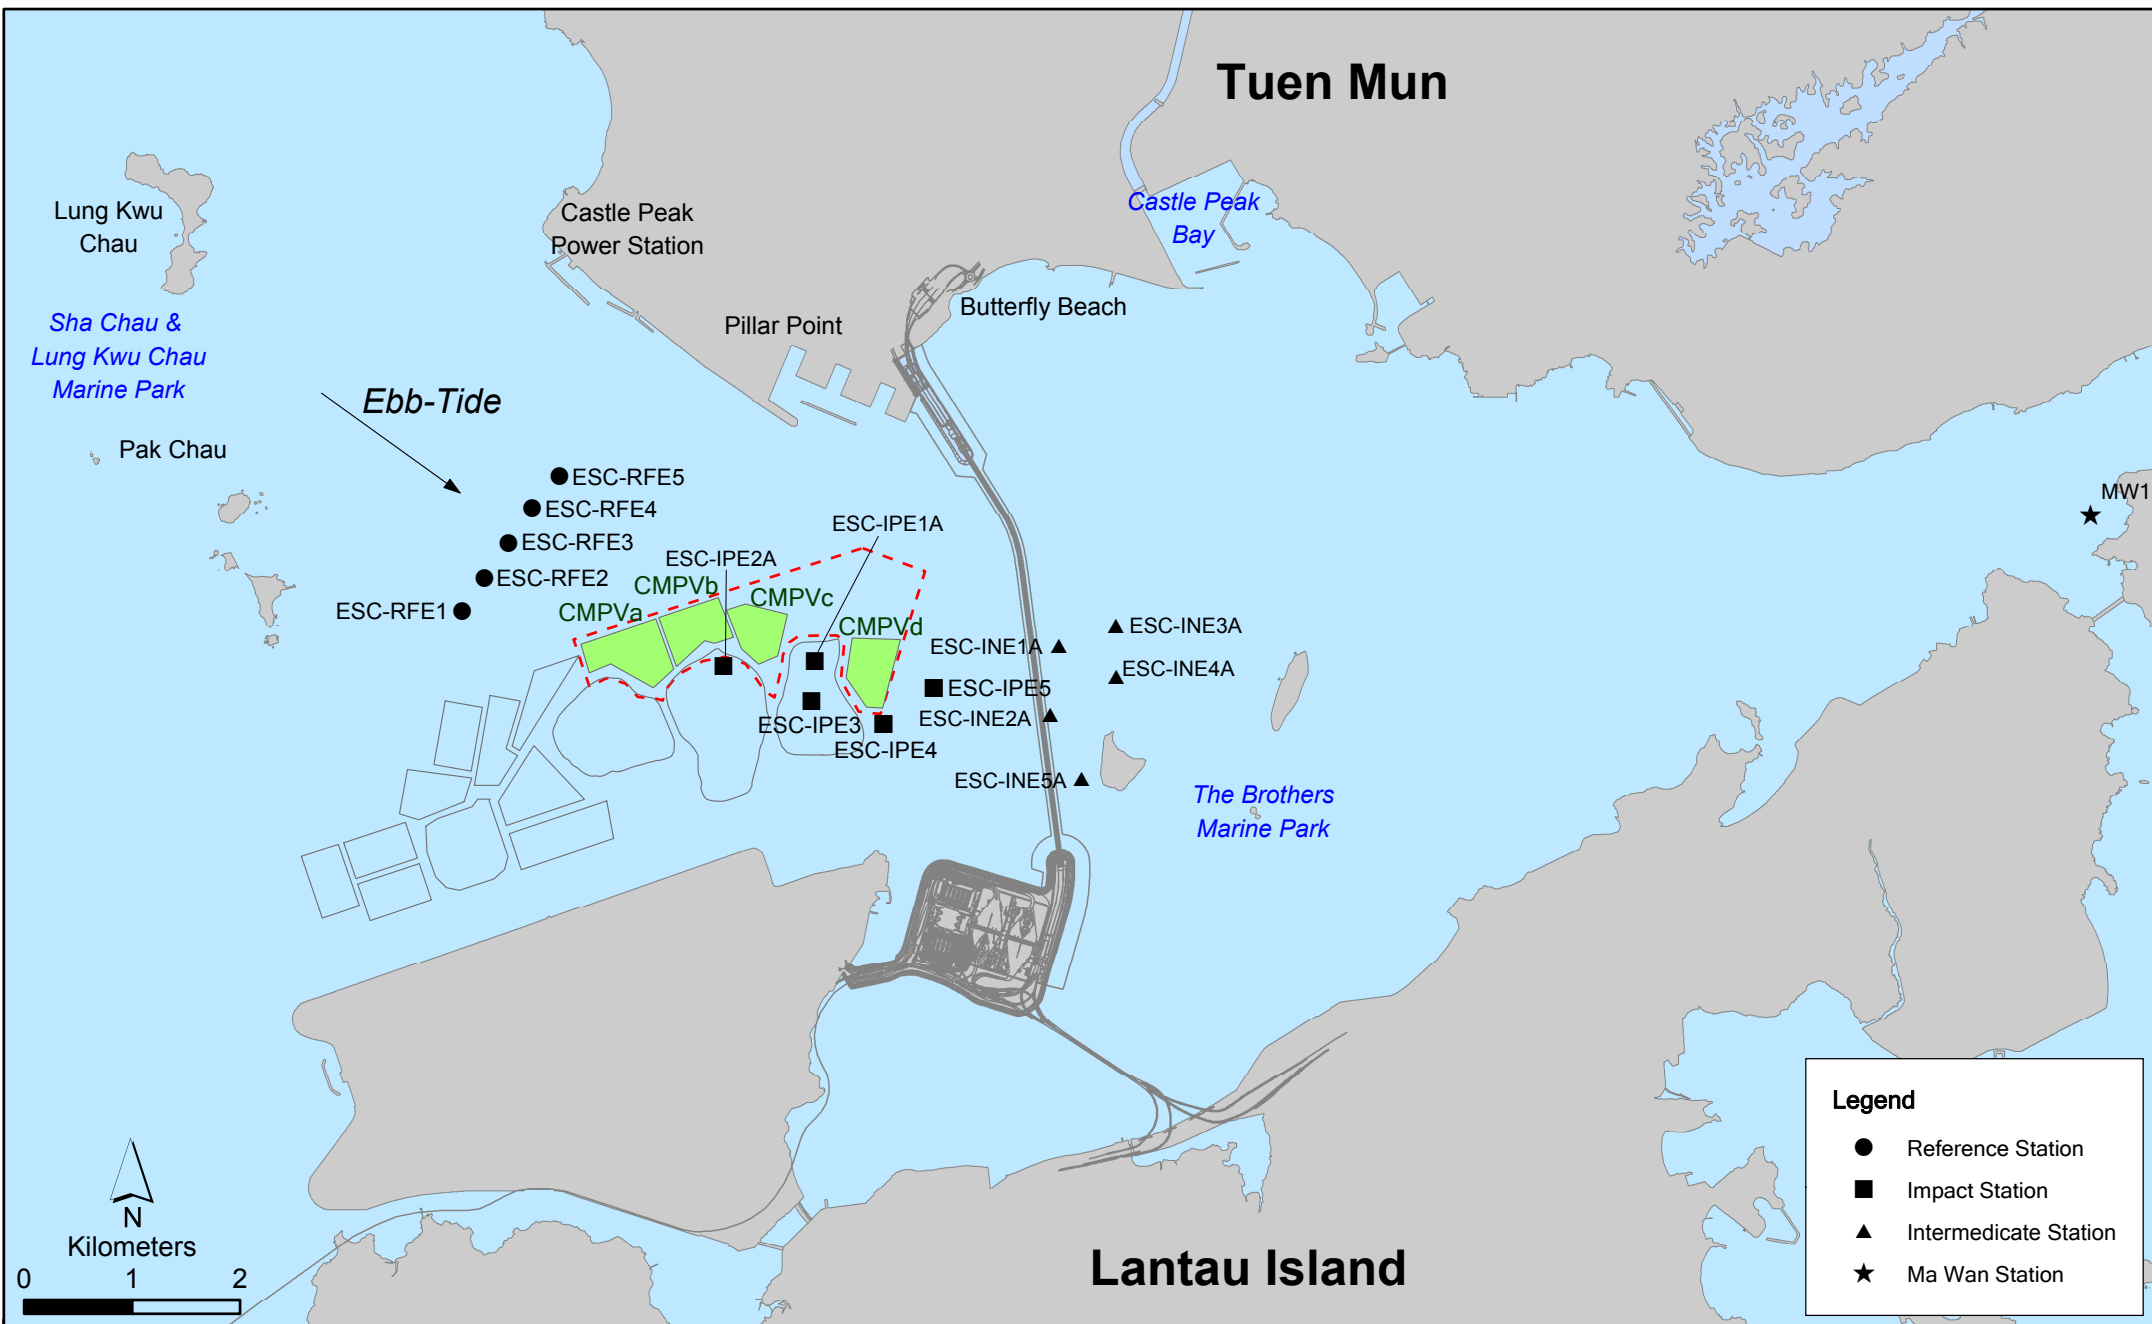 Tuen Mun
Lung Kwu
Chau
Castle Peak
Power Station
Castle Peak
Bay
Sha Chau &
Lung Kwu Chau
Marine Park
Pillar Point
Butterfly Beach
Ebb-Tide
Pak Chau
ESC-RFE5
ESC-RFE4
ESC-RFE3
ESC-RFE2
ESC-RFE1
MW1
ESC-IPE1A
ESC-IPE2A
CMPVb
CMPVa
CMPVc
CMPVd
ESC-INE3A
ESC-INE1A
ESC-INE4A
ESC-IPE5
ESC-INE2A
ESC-IPE3
ESC-IPE4
ESC-INE5A
The Brothers
Marine Park
N
Kilometers
0 1 2
Lantau Island
Legend
Reference Station
Impact Station
Intermedicate Station
Ma Wan Station